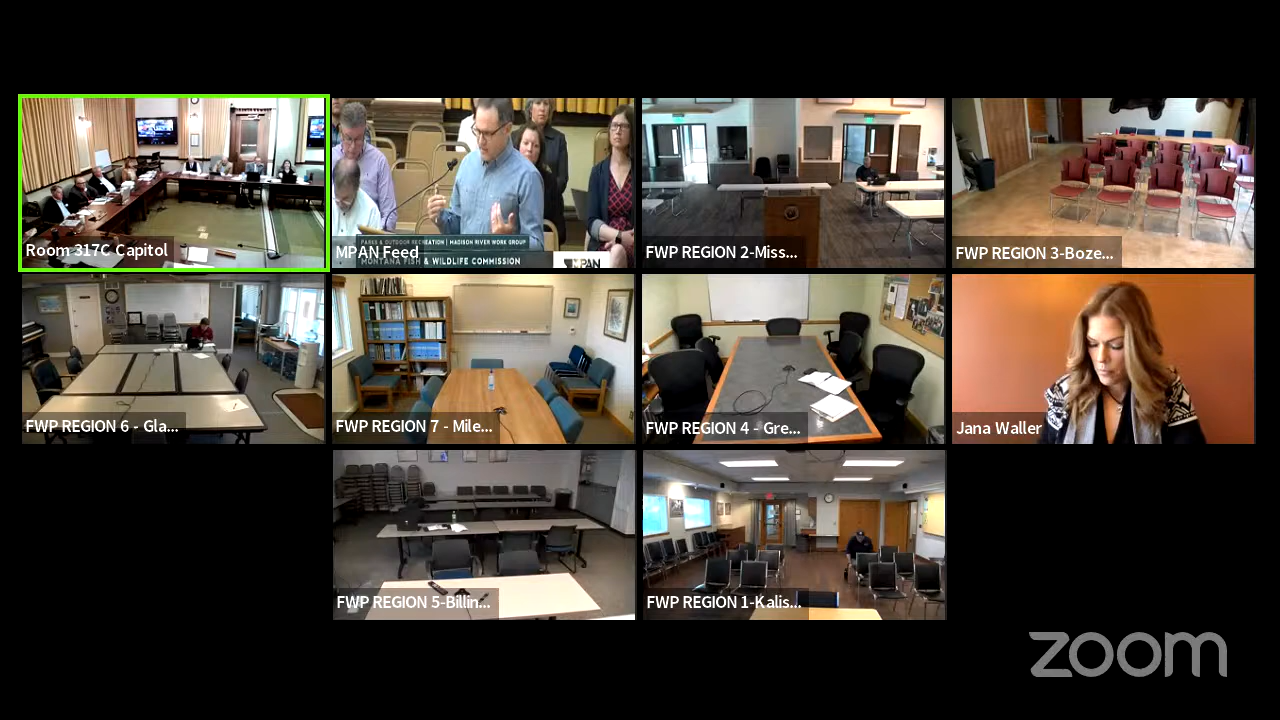 Room 317C Capitol
PARKS & OUTDOOR RECREATION | MADISON RIVER WORK GROUP
MPAN Feed
MONTANA FISH & WILDLIFE COMMISSION
MPAN
FWP REGION 2-Miss...
FWP REGION 3-Boze...
FWP REGION 6 - Gla...
FWP REGION 7 - Mile...
FWP REGION 4 - Gre...
Jana Waller
FWP REGION 5-Billin...
FWP REGION 1-Kalis...
zoom